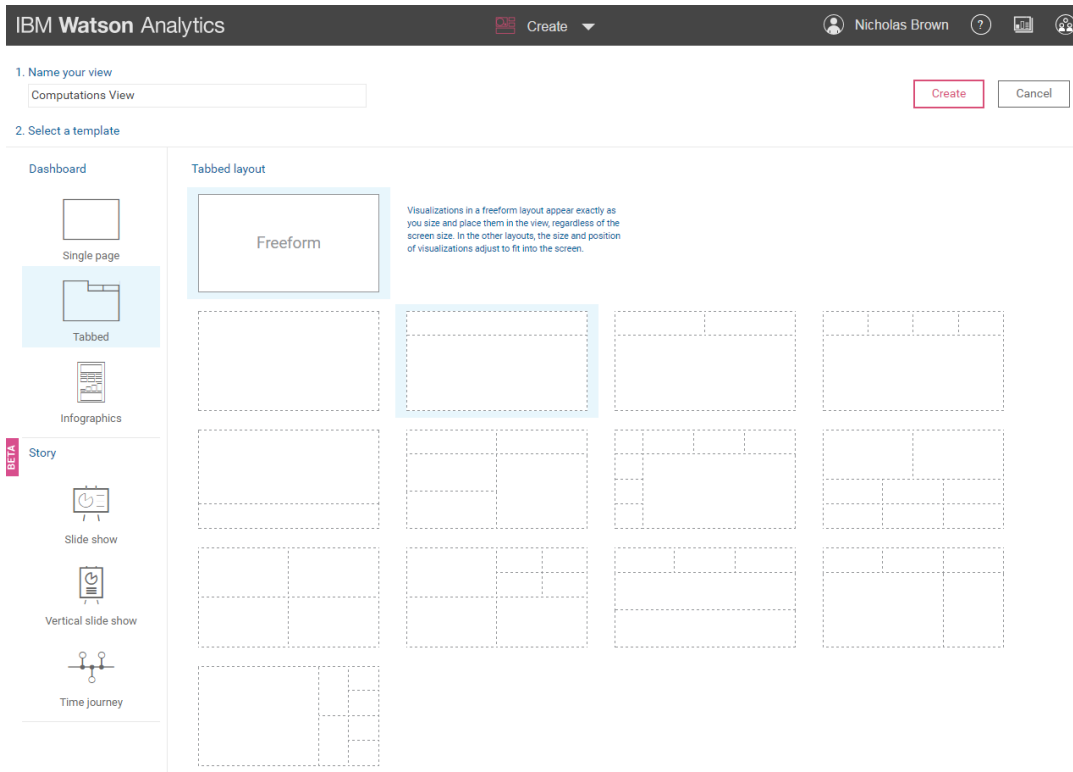 IBM Watson Analytics
Create
Nicholas Brown
?
1. Name your view
Computations View
Create
Cancel
2. Select a template
Dashboard
Tabbed layout
Single page
Tabbed
Infographics
Freeform
Visualizations in a freeform layout appear exactly as
you size and place them in the view, regardless of the
screen size. In the other layouts, the size and position
of visualizations adjust to fit into the screen.
BETA
Story
Slide show
Vertical slide show
Time journey